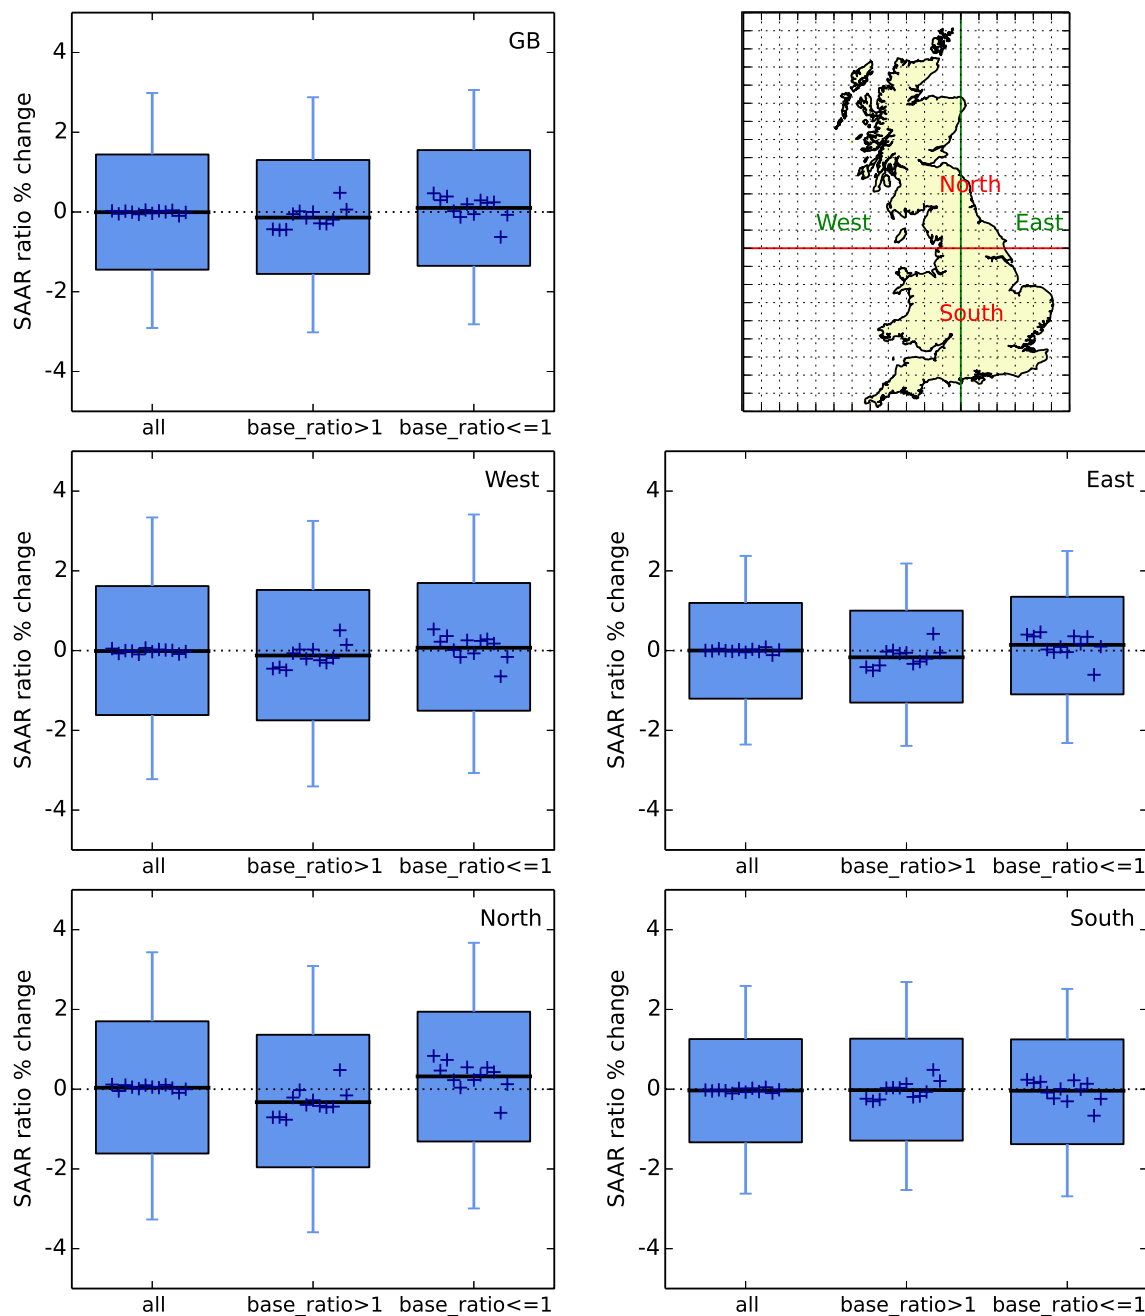 GB
SAAR ratio % change
4
2
0
-2
-4
all base_ratio>1 base_ratio<=1
North
West East
South
West
SAAR ratio % change
4
2
0
-2
-4
all base_ratio>1 base_ratio<=1
East
SAAR ratio % change
4
2
0
-2
-4
all base_ratio>1 base_ratio<=1
North
SAAR ratio % change
4
2
0
-2
-4
all base_ratio>1 base_ratio<=1
South
SAAR ratio % change
4
2
0
-2
-4
all base_ratio>1 base_ratio<=1